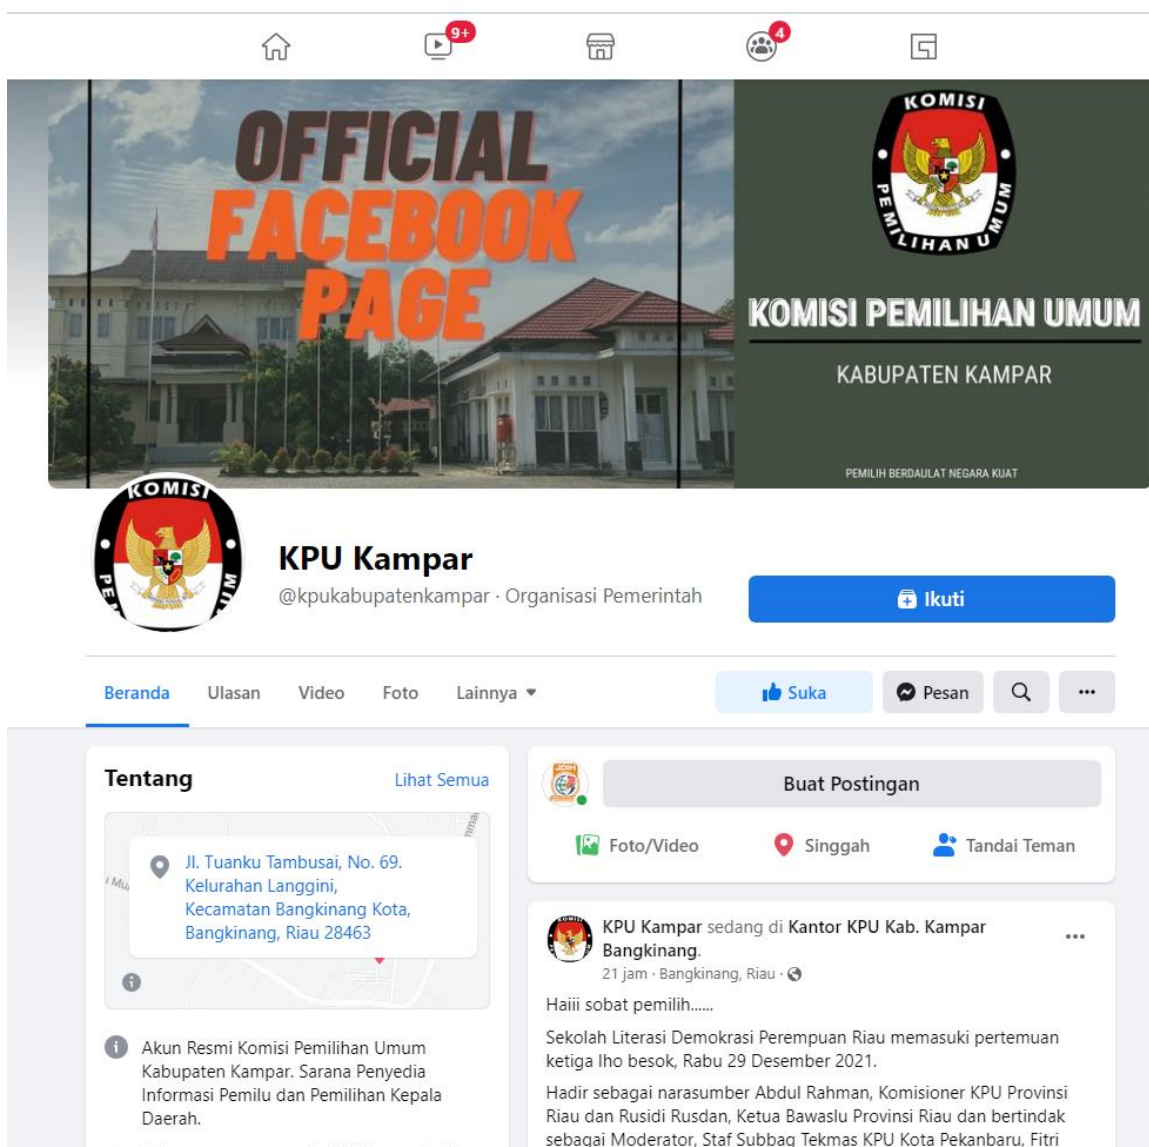 9+
4
OFFICIAL
FACEBOOK
PAGE
KOMISI
PEMILIHAN UMUM
KOMISI PEMILIHAN UMUM
KABUPATEN KAMPAR
PEMILIH BERDAULAT NEGARA KUAT
KOMISI
UM
KPU Kampar
@kpukabupatenkampar · Organisasi Pemerintah
Ikuti
Beranda
Ulasan
Video
Foto
Lainnya
Suka
Pesan
Tentang
Lihat Semua
Jl. Tuanku Tambusai, No. 69.
Kelurahan Langgini,
Kecamatan Bangkinang Kota,
Bangkinang, Riau 28463
Akun Resmi Komisi Pemilihan Umum
Kabupaten Kampar. Sarana Penyedia
Informasi Pemilu dan Pemilihan Kepala
Daerah.
Buat Postingan
Foto/Video
Singgah
Tandai Teman
KPU Kampar sedang di Kantor KPU Kab. Kampar
Bangkinang.
21 jam · Bangkinang, Riau ·
Haiii sobat pemilih......
Sekolah Literasi Demokrasi Perempuan Riau memasuki pertemuan
ketiga lho besok, Rabu 29 Desember 2021.
Hadir sebagai narasumber Abdul Rahman, Komisioner KPU Provinsi
Riau dan Rusidi Rusdan, Ketua Bawaslu Provinsi Riau dan bertindak
sebagai Moderator, Staf Subbag Tekmas KPU Kota Pekanbaru, Fitri